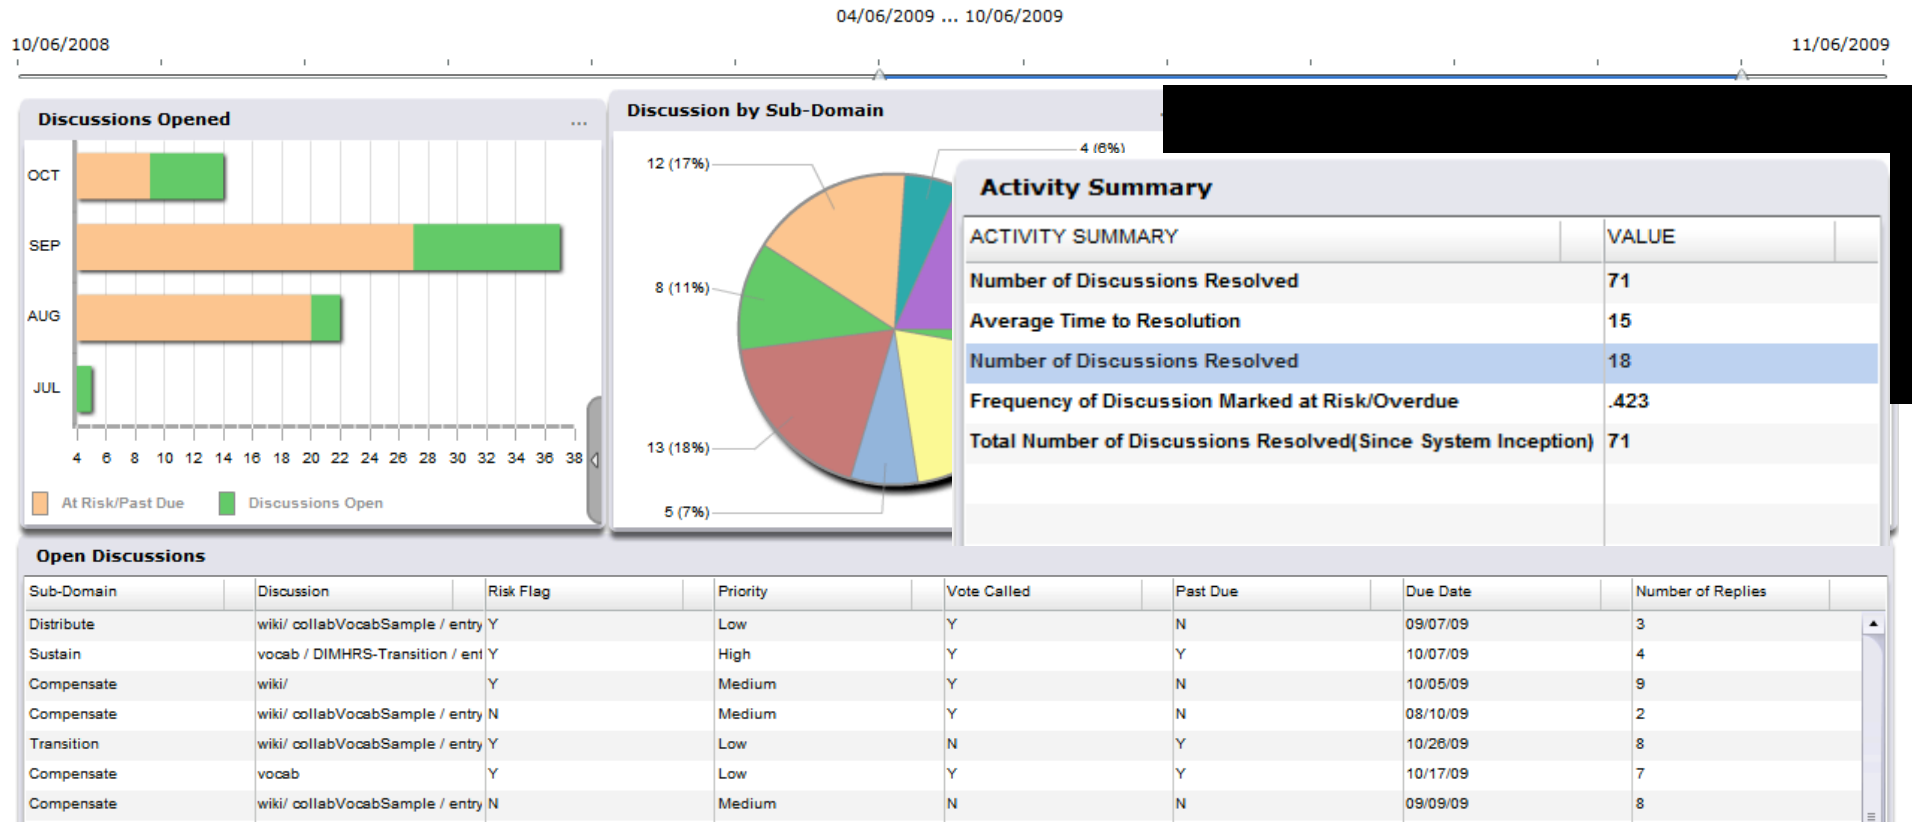 04/06/2009 ... 10/06/2009
10/06/2008
11/06/2009
Discussions Opened
...
OCT
SEP
AUG
JUL
4 6 8 10 12 14 16 18 20 22 24 26 28 30 32 34 36 38
At Risk/Past Due
Discussions Open
Discussion by Sub-Domain
12 (17%)
4 (6%)
8 (11%)
13 (18%)
5 (7%)
Activity Summary
ACTIVITY SUMMARY VALUE
Number of Discussions Resolved 71
Average Time to Resolution 15
Number of Discussions Resolved 18
Frequency of Discussion Marked at Risk/Overdue .423
Total Number of Discussions Resolved(Since System Inception) 71
Open Discussions
Sub-Domain Discussion Risk Flag Priority Vote Called Past Due Due Date Number of Replies
Distribute wiki/ collabVocabSample / entry Y Low Y N 09/07/09 3
Sustain vocab / DIMHRS-Transition / ent Y High Y Y 10/07/09 4
Compensate wiki/ Y Medium Y N 10/05/09 9
Compensate wiki/ collabVocabSample / entry N Medium Y N 08/10/09 2
Transition wiki/ collabVocabSample / entry Y Low N Y 10/26/09 8
Compensate vocab Y Low Y Y 10/17/09 7
Compensate wiki/ collabVocabSample / entry N Medium N N 09/09/09 8